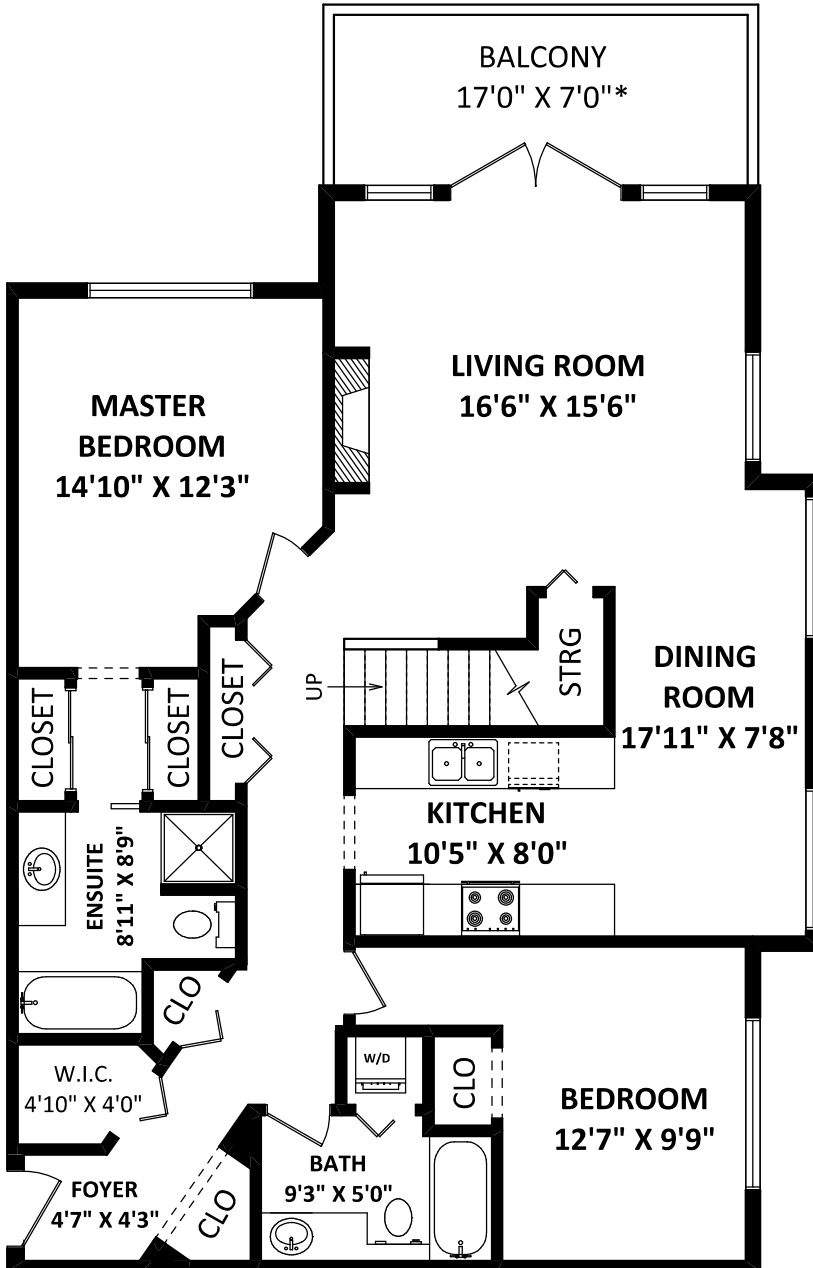 BALCONY
17'0" X 7'0"*
LIVING ROOM
16'6" X 15'6"
MASTER
BEDROOM
14'10" X 12'3"
CLOSET
CLOSET
CLOSET
UP
STRG
DINING
ROOM
17'11" X 7'8"
KITCHEN
10'5" X 8'0"
ENSUITE
8'11" X 8'9"
CLO
W.I.C.
4'10" X 4'0"
W/D
CLO
BEDROOM
12'7" X 9'9"
BATH
9'3" X 5'0"
FOYER
4'7" X 4'3"
CLO